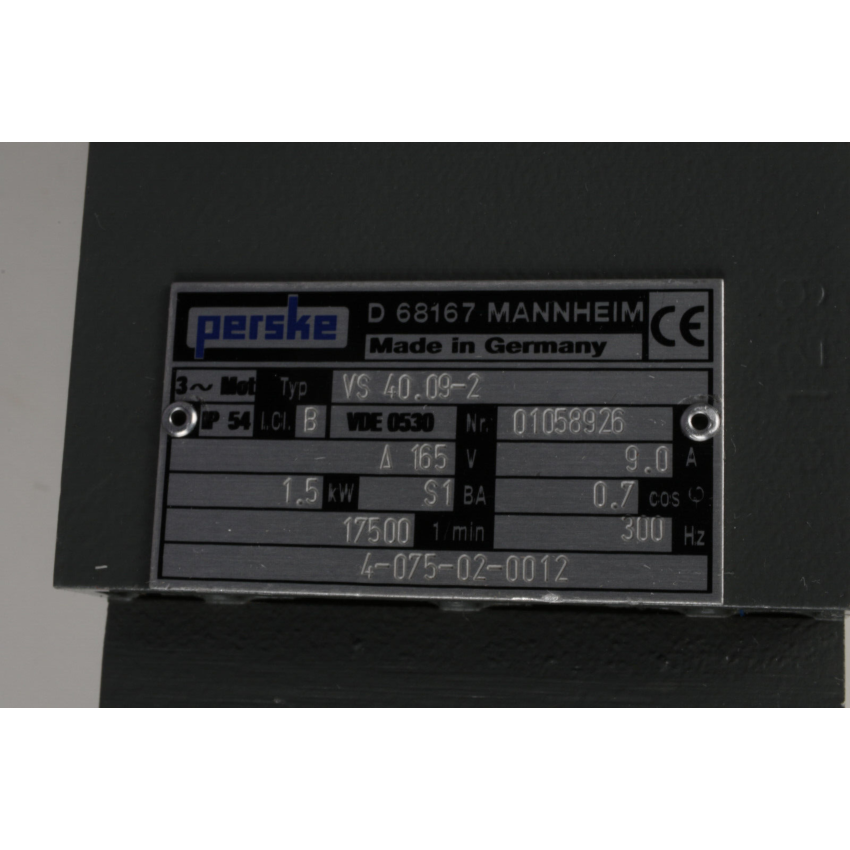 perske D 68167 MANNHEIM CE
Made in Germany
3~ Mot Typ VS 40.09-2
IP 54 I.Cl. B VDE 0530 Nr. 01058926
Δ 165 V 9.0 A
1.5 kW S1 BA 0.7 cos φ
17500 1/min 300 Hz
4-075-02-0012